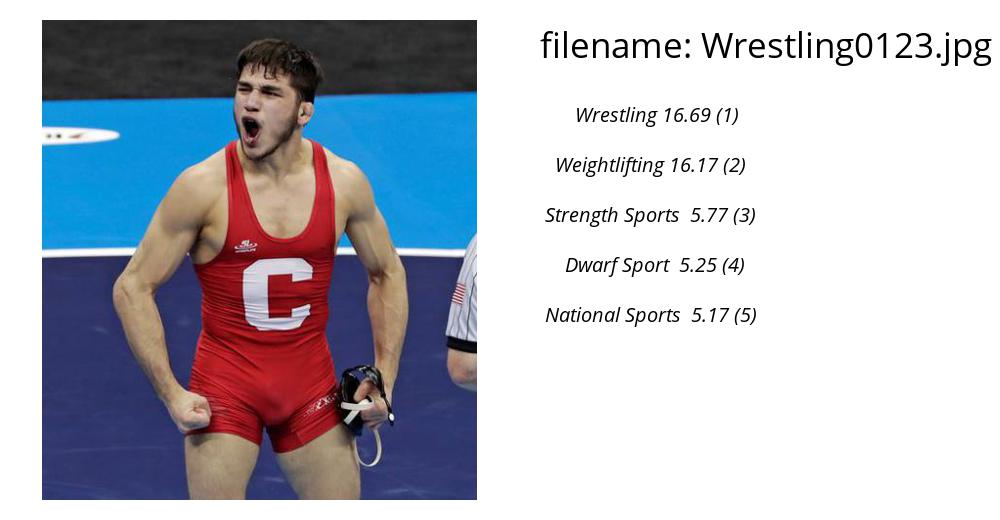 C
filename: Wrestling0123.jpg
Wrestling 16.69 (1)
Weightlifting 16.17 (2)
Strength Sports 5.77 (3)
Dwarf Sport 5.25 (4)
National Sports 5.17 (5)